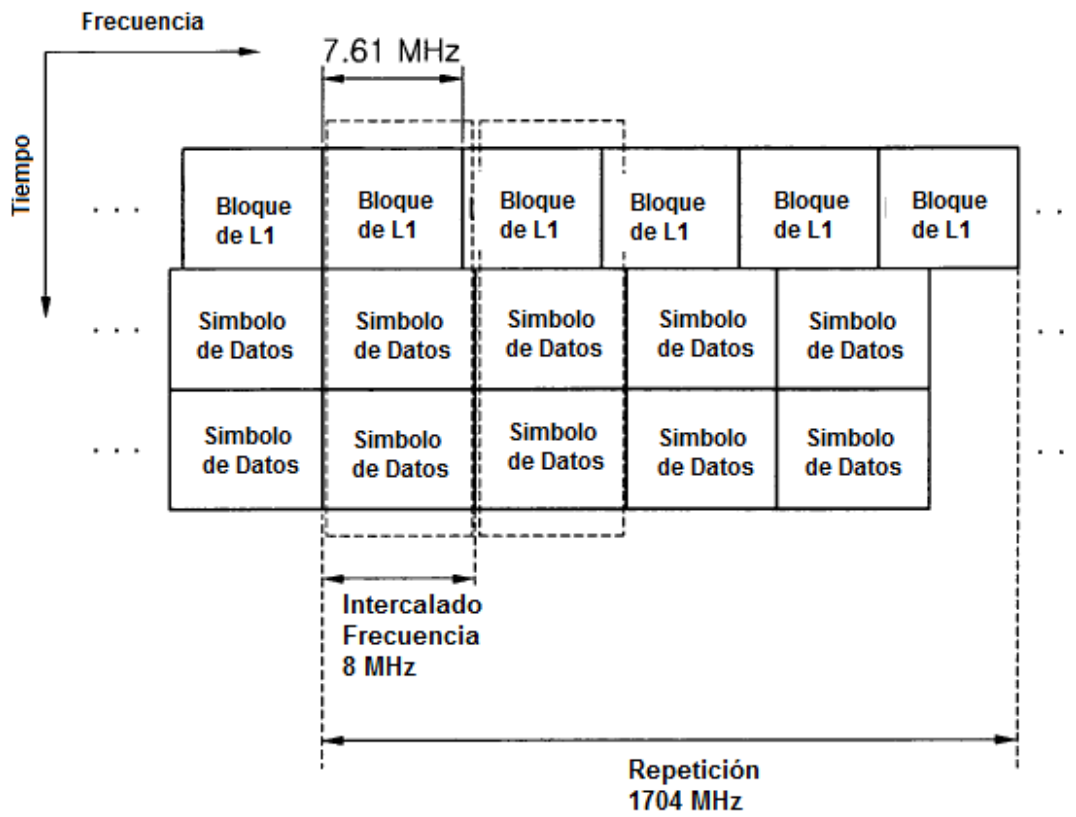 Frecuencia
7.61 MHz
Tiempo
. . .
Bloque
de L1
Bloque
de L1
Bloque
de L1
Bloque
de L1
Bloque
de L1
Bloque
de L1
. .
. . .
Simbolo
de Datos
Simbolo
de Datos
Simbolo
de Datos
Simbolo
de Datos
Simbolo
de Datos
. .
. . .
Simbolo
de Datos
Simbolo
de Datos
Simbolo
de Datos
Simbolo
de Datos
Simbolo
de Datos
. .
Intercalado
Frecuencia
8 MHz
Repetición
1704 MHz